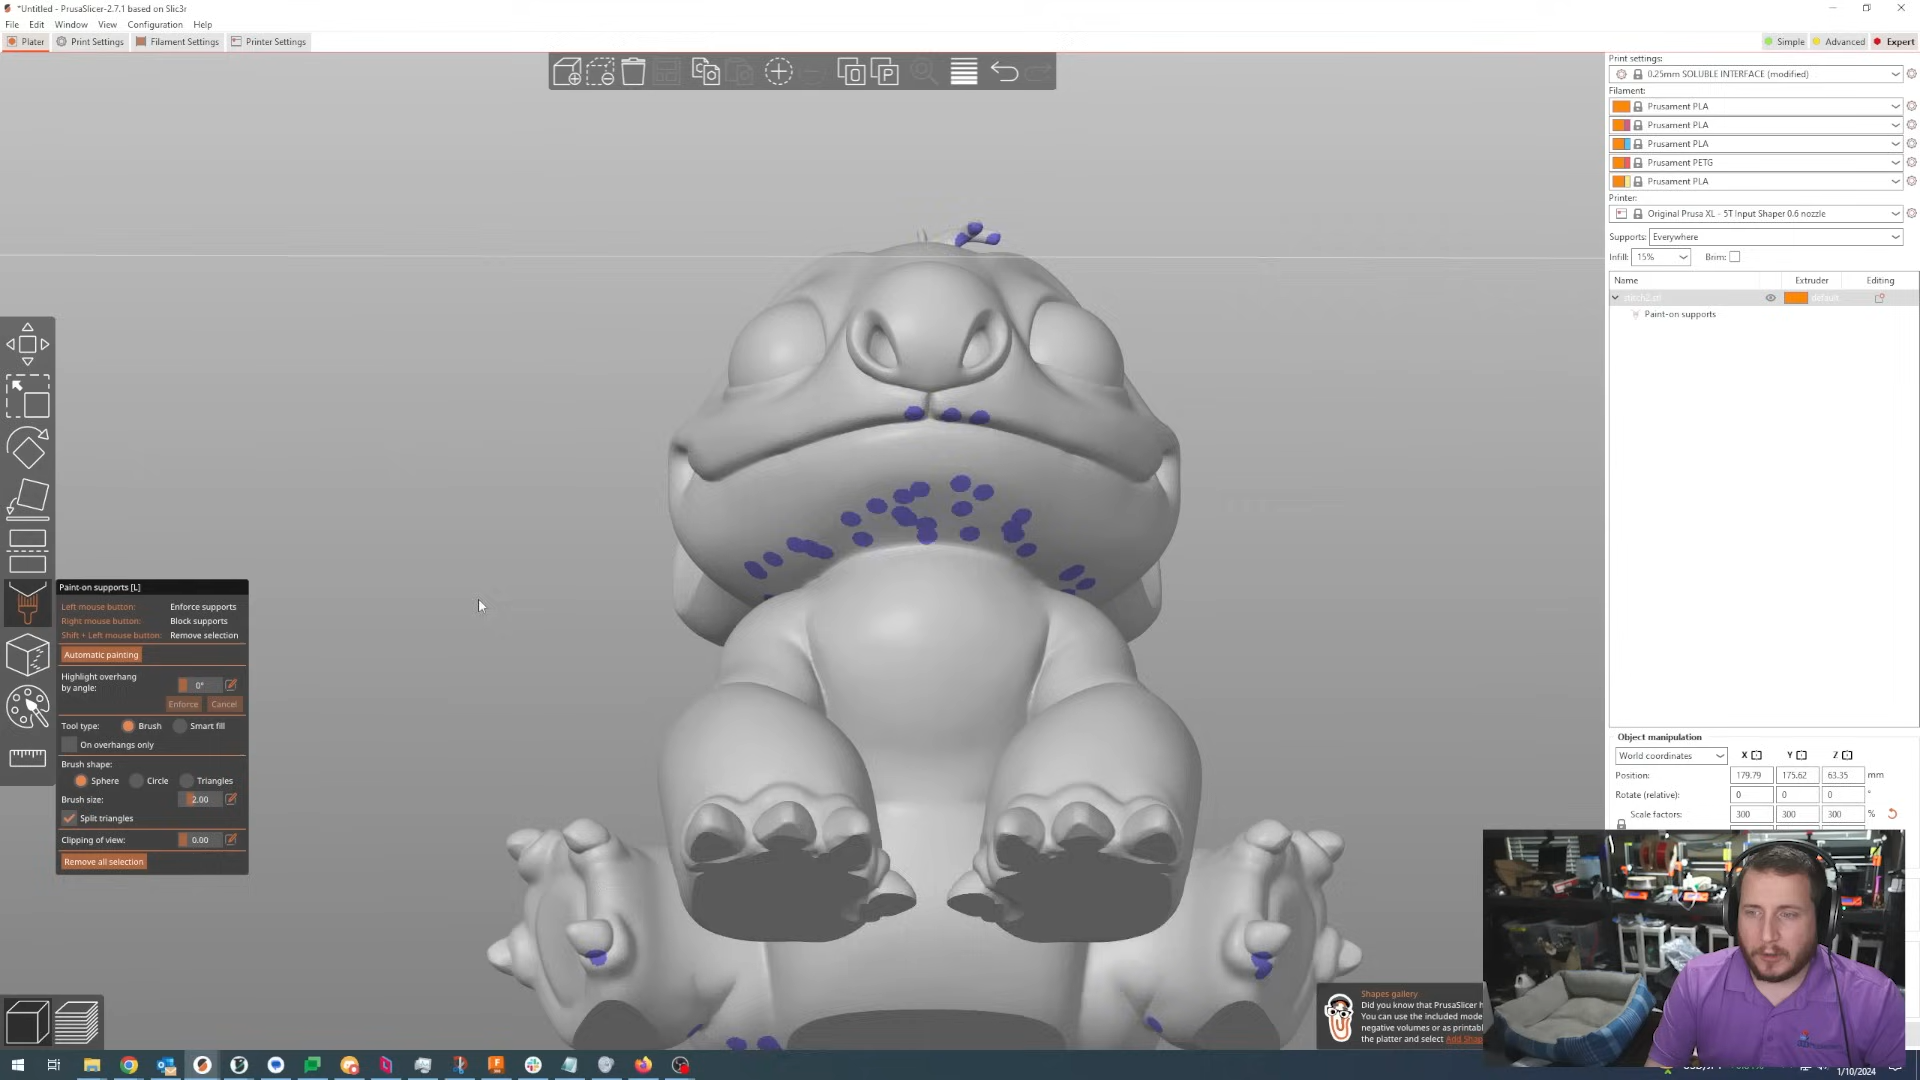 *Untitled - PrusaSlicer-2.7.1 based on Slic3r
File Edit Window View Configuration Help
Plater Print Settings Filament Settings Printer Settings
Simple Advanced Expert
Print settings:
0.25mm SOLUBLE INTERFACE (modified)
Filament:
Prusament PLA
Prusament PLA
Prusament PLA
Prusament PETG
Prusament PLA
Printer:
Original Prusa XL - 5T Input Shaper 0.6 nozzle
Supports: Everywhere
Infill: 15% Brim:
Name Extruder Editing
stitch2.stl default
Paint-on supports
Paint-on supports [L]
Left mouse button: Enforce supports
Right mouse button: Block supports
Shift + Left mouse button: Remove selection
Automatic painting
Highlight overhang
by angle: 0°
Enforce Cancel
Tool type: Brush Smart fill
On overhangs only
Brush shape:
Sphere Circle Triangles
Brush size: 2.00
Split triangles
Clipping of view: 0.00
Remove all selection
Object manipulation
World coordinates X Y Z
Position: 179.79 175.62 63.35 mm
Rotate (relative): 0 0 0 °
Scale factors: 300 300 300 %
Shapes gallery
Did you know that PrusaSlicer h
You can use the included mode
negative volumes or as printabl
the platter and select Add Shap
1/10/2024